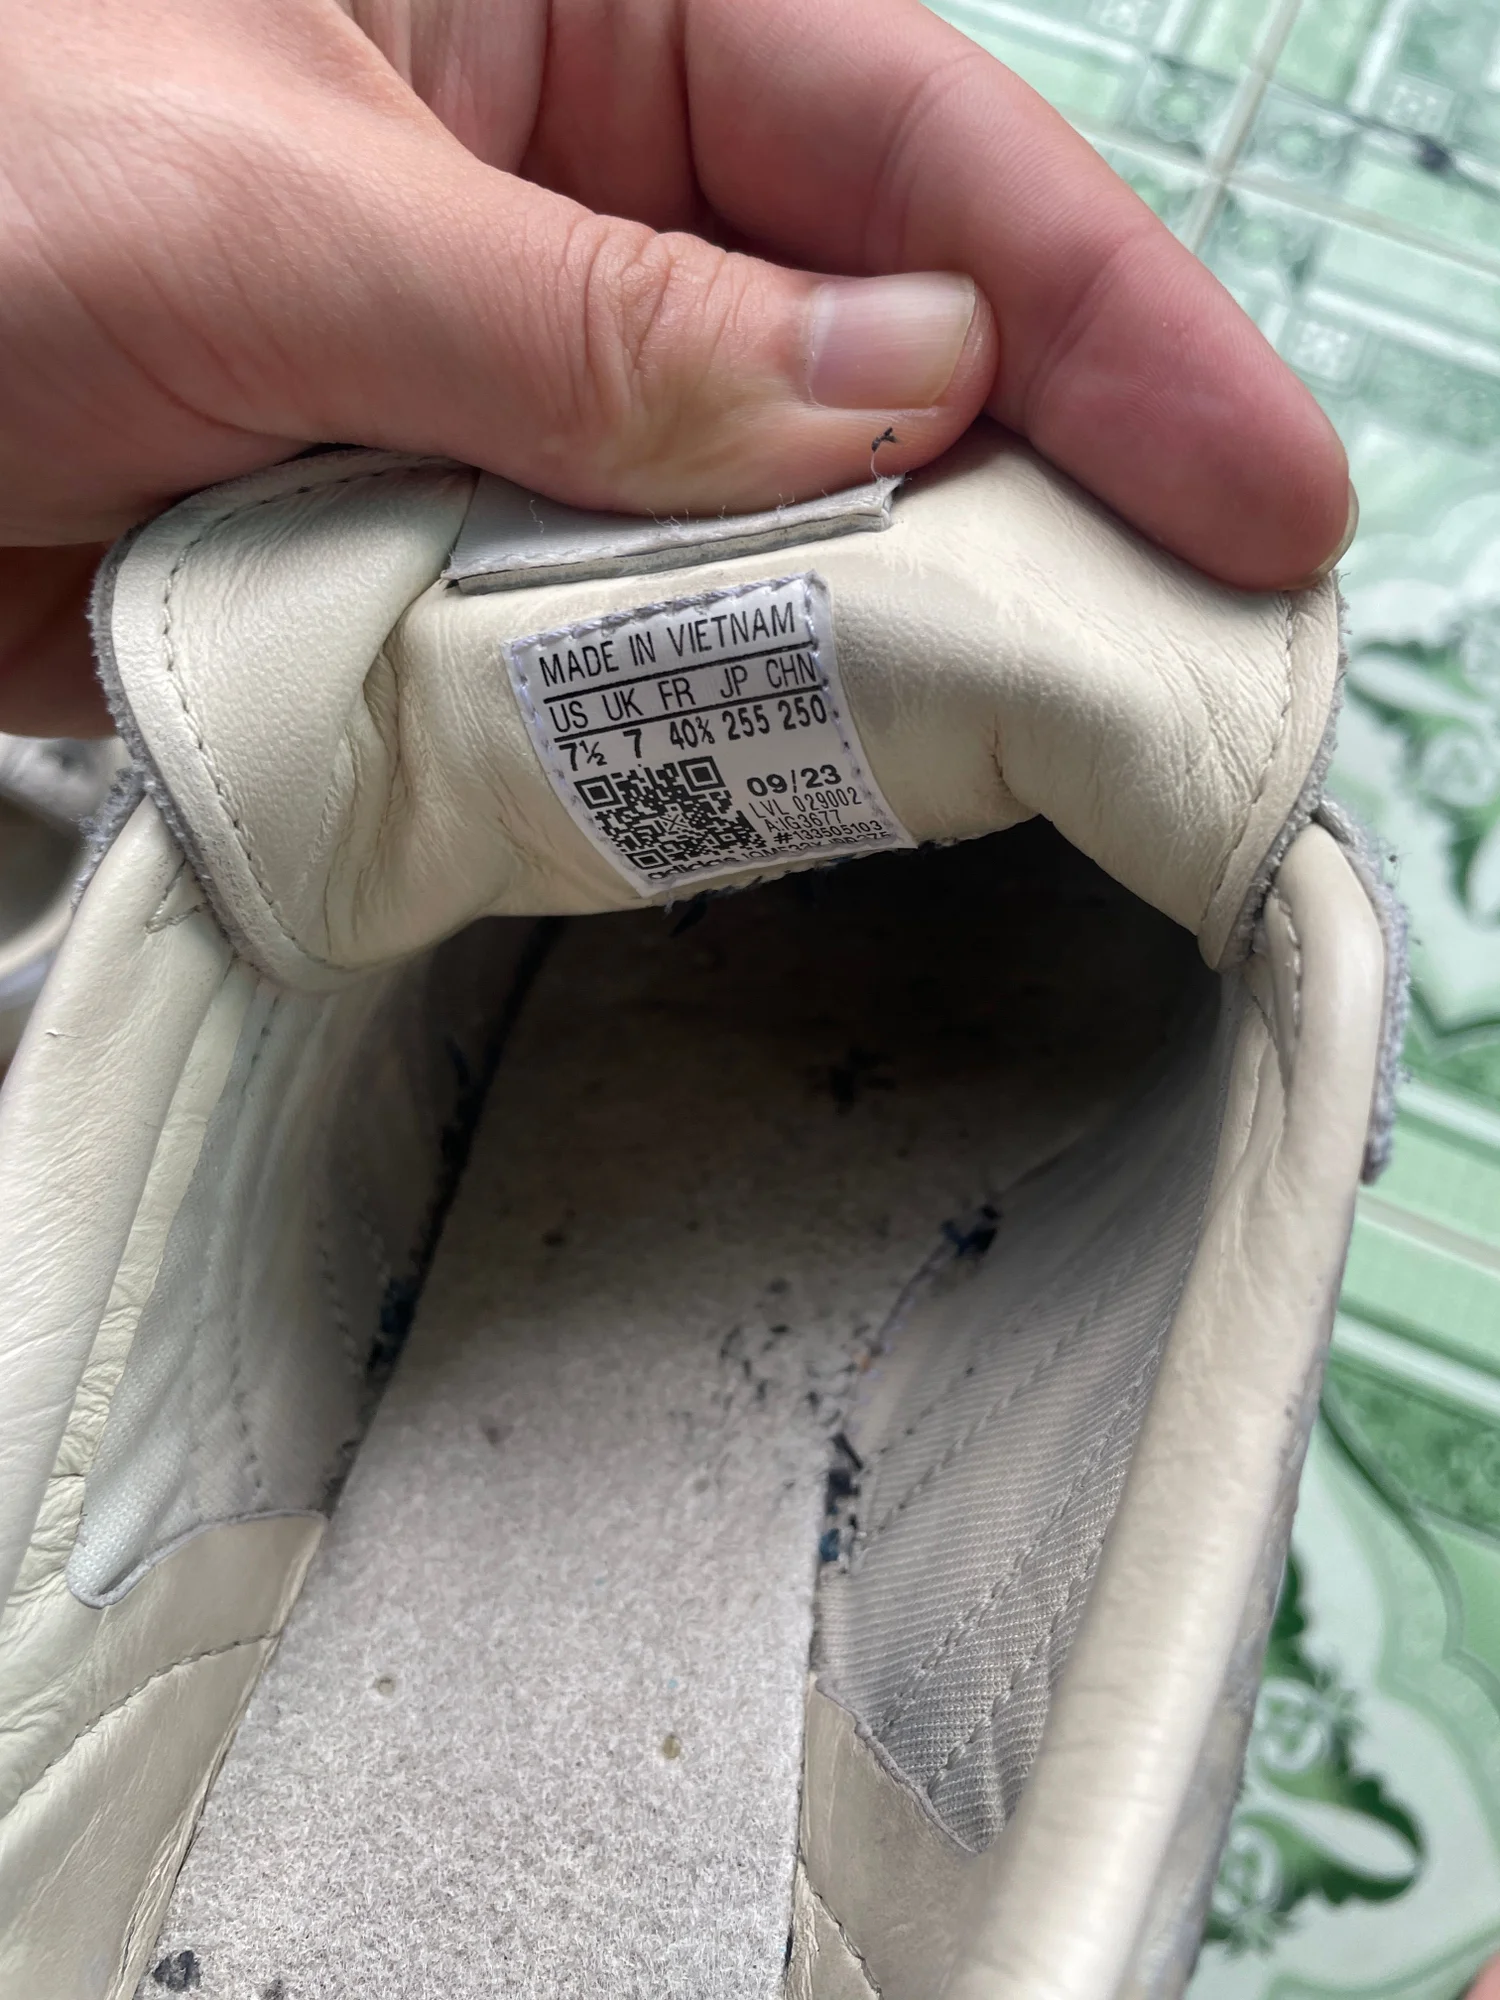 MADE IN VIETNAM
US UK FR JP CHN
7½ 7 40⅔ 255 250
09/23
LVL 029002
A:IG3677
#:133505103
adidas